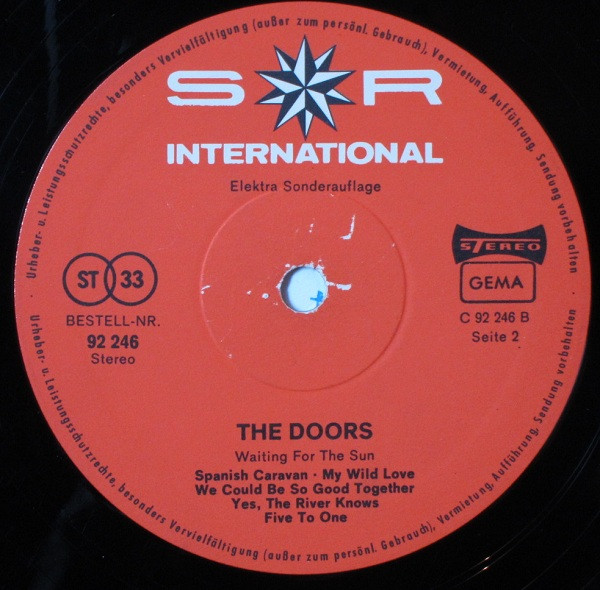 Urheber- u. Leistungsschutzrechte, besonders Vervielfältigung (außer zum persönl. Gebrauch), Vermietung, Aufführung, Sendung vorbehalten
S R
INTERNATIONAL
Elektra Sonderauflage
ST 33
BESTELL-NR.
92 246
Stereo
STEREO
GEMA
C 92 246 B
Seite 2
THE DOORS
Waiting For The Sun
Spanish Caravan · My Wild Love
We Could Be So Good Together
Yes, The River Knows
Five To One
Urheber- u. Leistungsschutzrechte, besonders Vervielfältigung (außer zum persönl. Gebrauch), Vermietung, Aufführung, Sendung vorbehalten